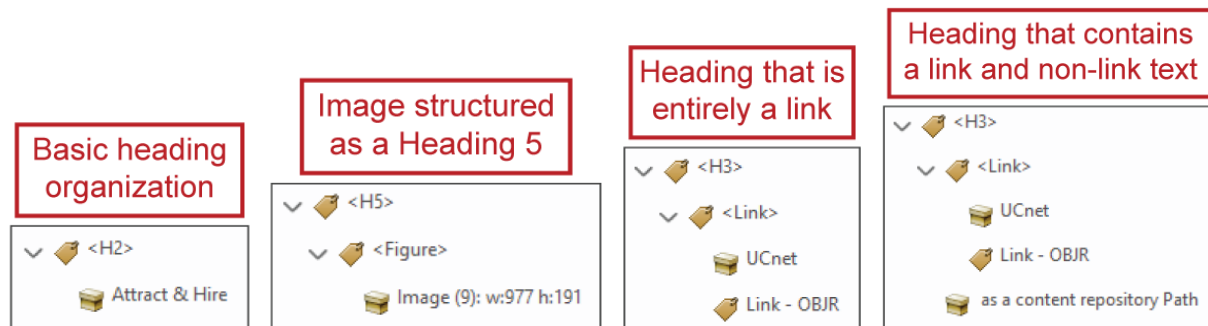 Basic heading
organization
<H2>
Attract & Hire
Image structured
as a Heading 5
<H5>
<Figure>
Image (9): w:977 h:191
Heading that is
entirely a link
<H3>
<Link>
UCnet
Link - OBJR
Heading that contains
a link and non-link text
<H3>
<Link>
UCnet
Link - OBJR
as a content repository Path